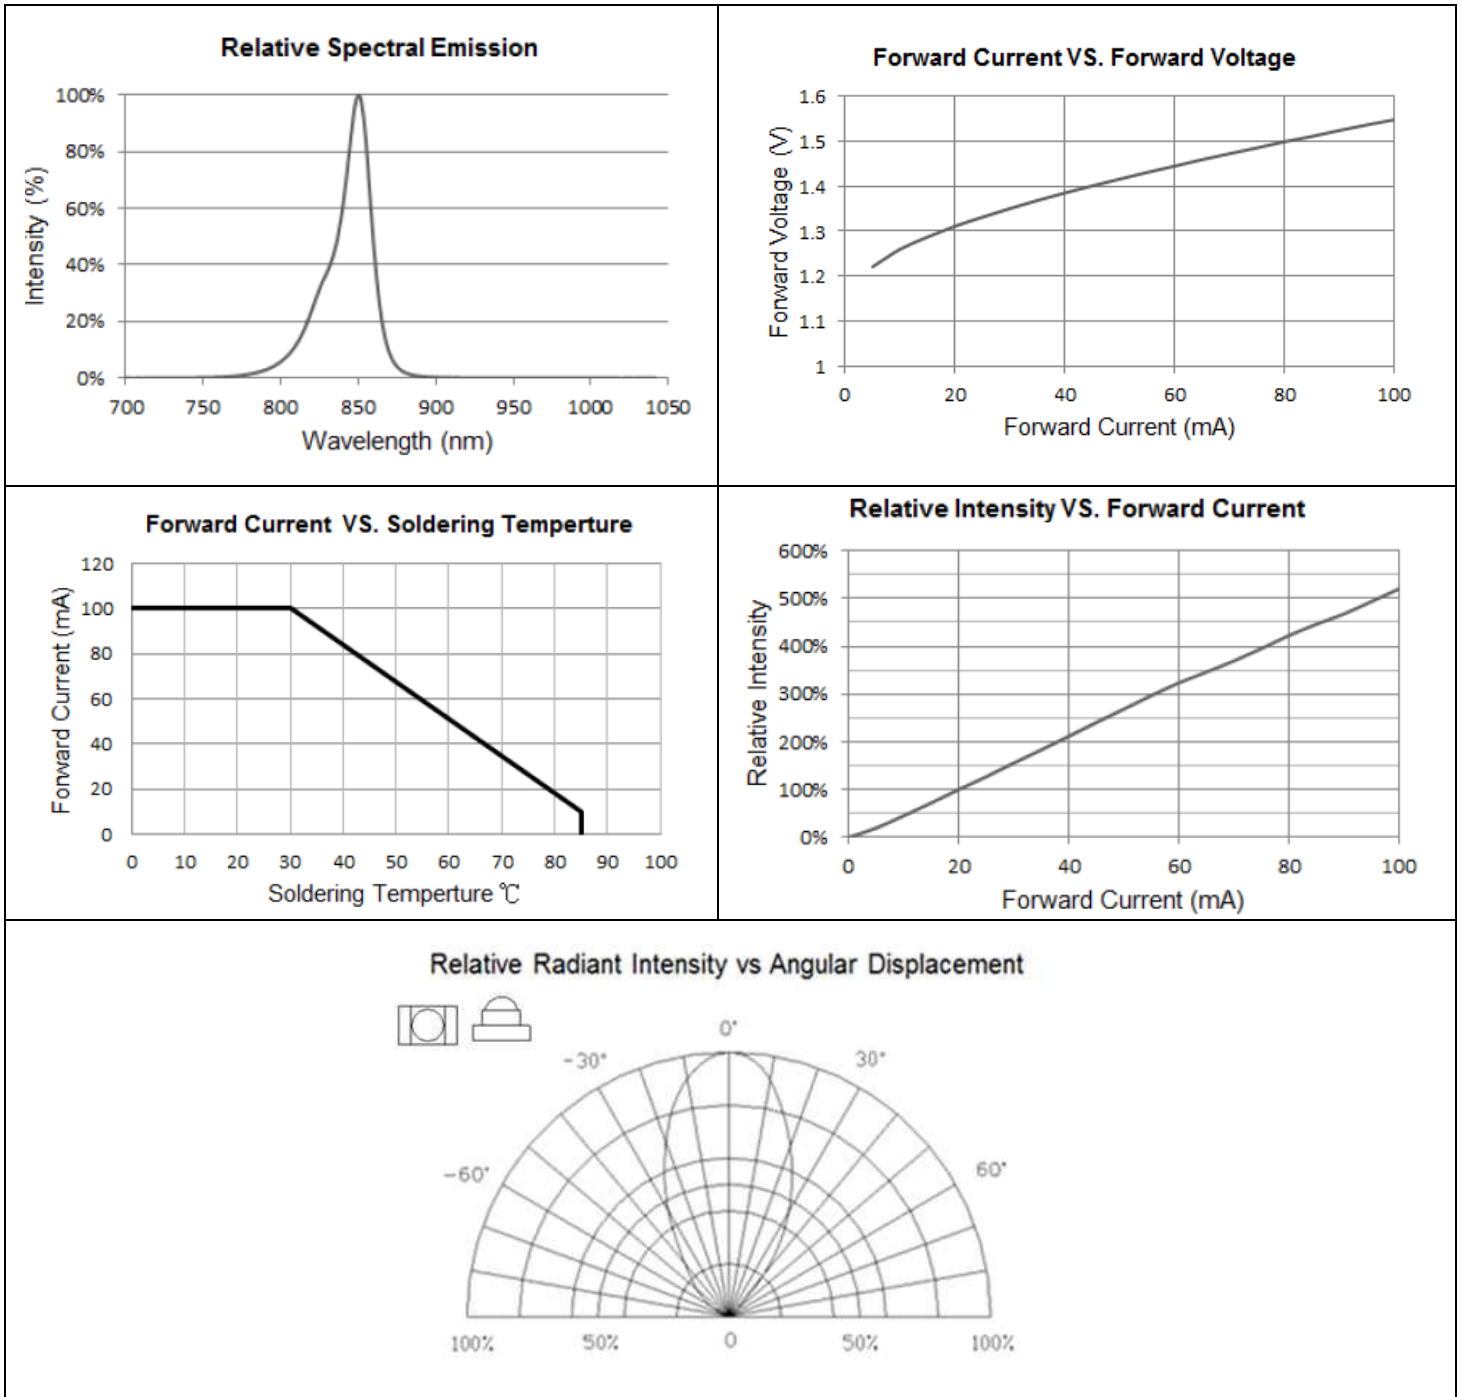 Relative Spectral Emission
100%
80%
60%
40%
20%
0%
Intensity (%)
700 750 800 850 900 950 1000 1050
Wavelength (nm)
Forward Current VS. Forward Voltage
1.6
1.5
1.4
1.3
1.2
1.1
1
Forward Voltage (V)
0 20 40 60 80 100
Forward Current (mA)
Forward Current VS. Soldering Temperture
120
100
80
60
40
20
0
Forward Current (mA)
0 10 20 30 40 50 60 70 80 90 100
Soldering Temperture ℃
Relative Intensity VS. Forward Current
600%
500%
400%
300%
200%
100%
0%
Relative Intensity
0 20 40 60 80 100
Forward Current (mA)
Relative Radiant Intensity vs Angular Displacement
0°
-30° 30°
-60° 60°
100% 50% 0 50% 100%